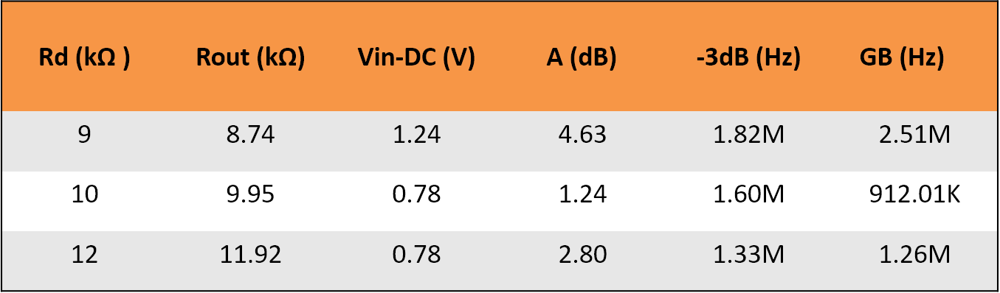 Rd (kΩ ) Rout (kΩ) Vin-DC (V) A (dB) -3dB (Hz) GB (Hz)
9 8.74 1.24 4.63 1.82M 2.51M
10 9.95 0.78 1.24 1.60M 912.01K
12 11.92 0.78 2.80 1.33M 1.26M